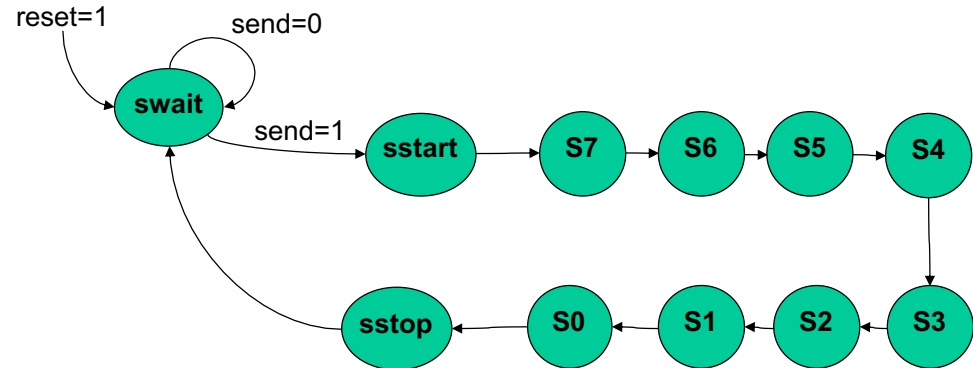 reset=1
send=0
swait
send=1
sstart
S7
S6
S5
S4
sstop
S0
S1
S2
S3